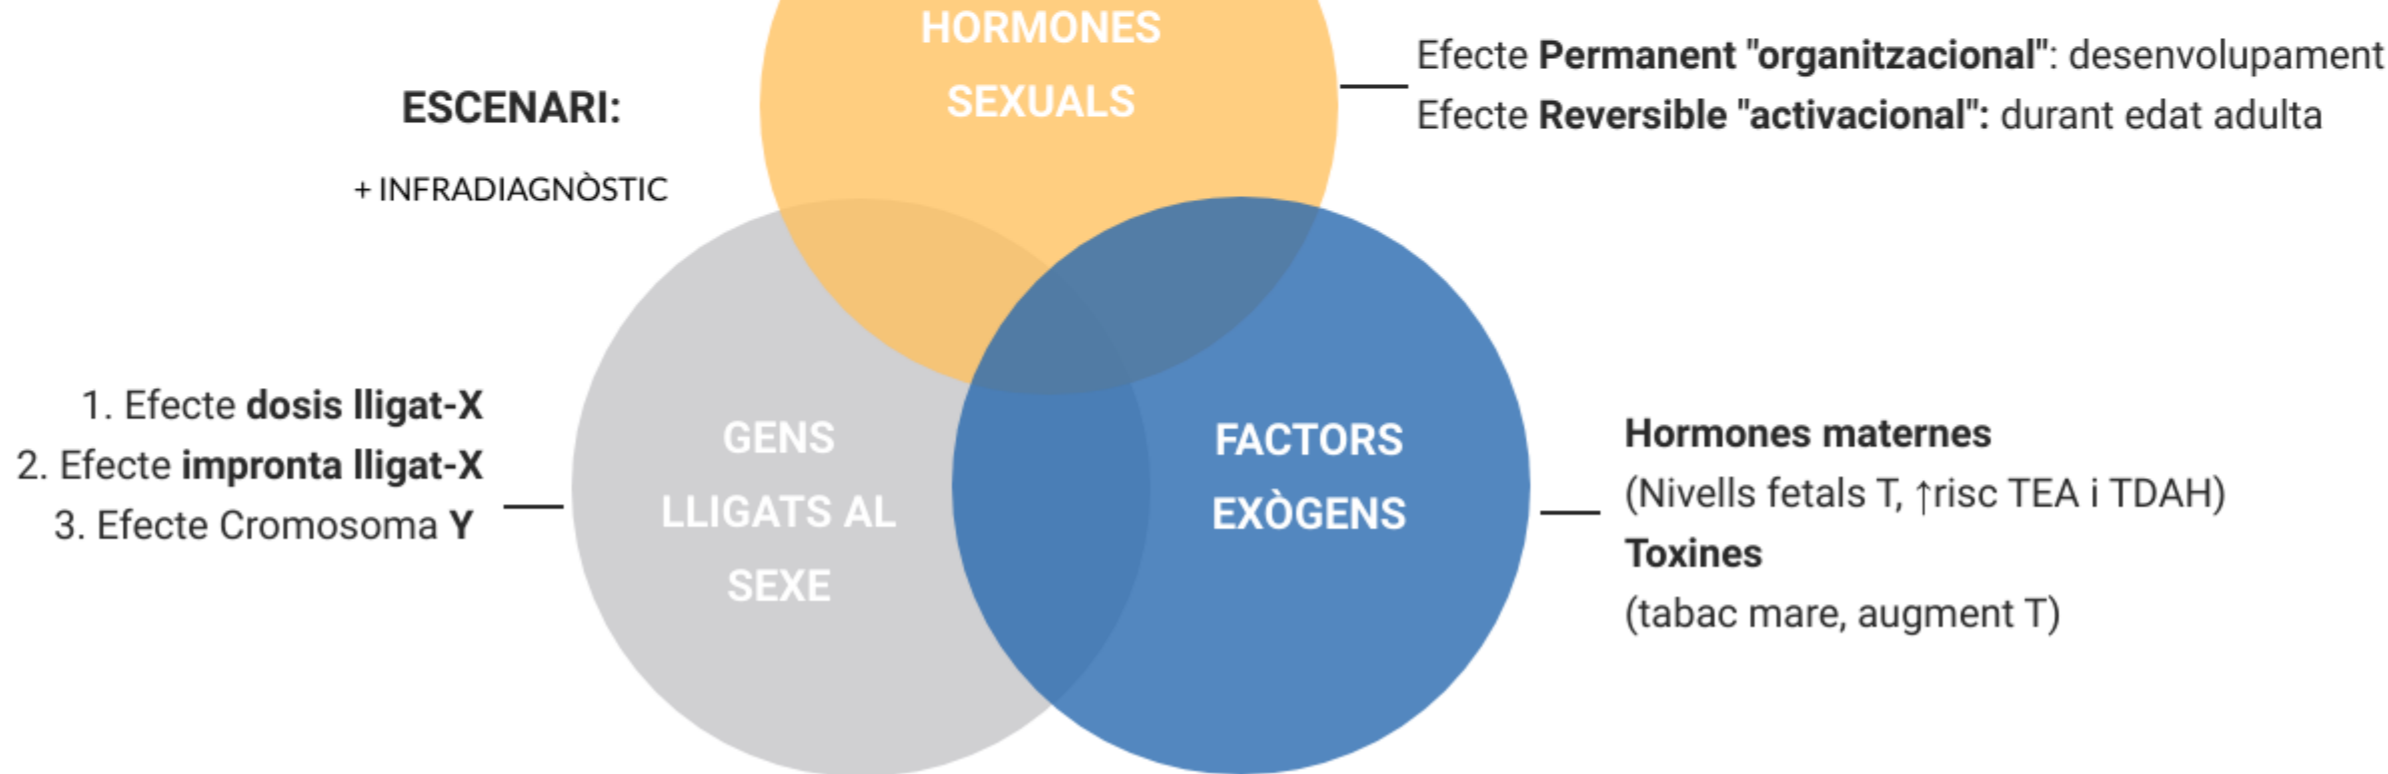 HORMONES
SEXUALS
Efecte Permanent "organitzacional": desenvolupament
Efecte Reversible "activacional": durant edat adulta
ESCENARI:
+ INFRADIAGNÒSTIC
1. Efecte dosis lligat-X
2. Efecte impronta lligat-X
3. Efecte Cromosoma Y
GENS
LLIGATS AL
SEXE
FACTORS
EXÒGENS
Hormones maternes
(Nivells fetals T, ↑risc TEA i TDAH)
Toxines
(tabac mare, augment T)